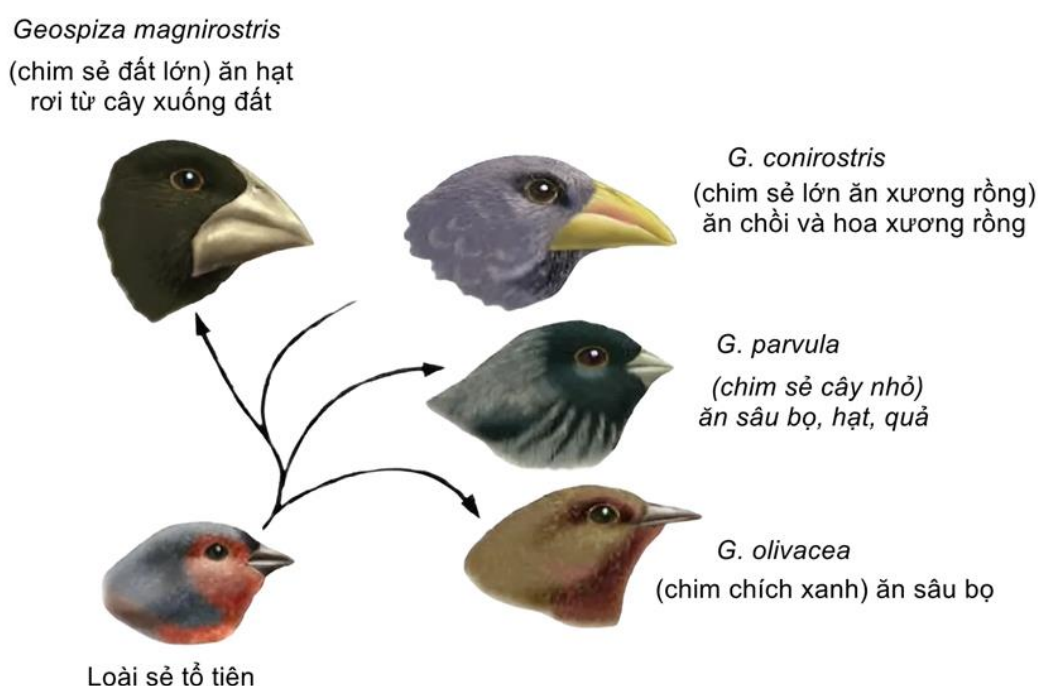 Geospiza magnirostris
(chim sẻ đất lớn) ăn hạt
rơi từ cây xuống đất
G. conirostris
(chim sẻ lớn ăn xương rồng)
ăn chồi và hoa xương rồng
G. parvula
(chim sẻ cây nhỏ)
ăn sâu bọ, hạt, quả
G. olivacea
(chim chích xanh) ăn sâu bọ
Loài sẻ tổ tiên